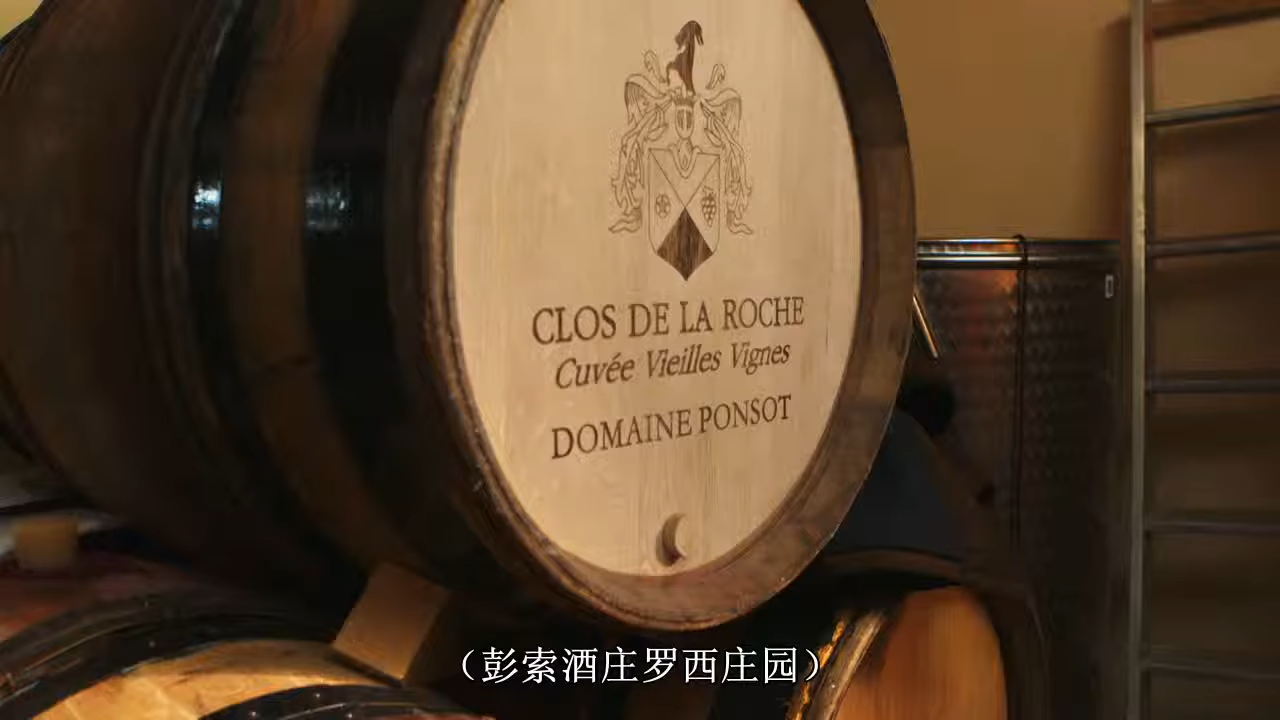 CLOS DE LA ROCHE
Cuvée Vieilles Vignes
DOMAINE PONSOT
（彭索酒庄罗西庄园）